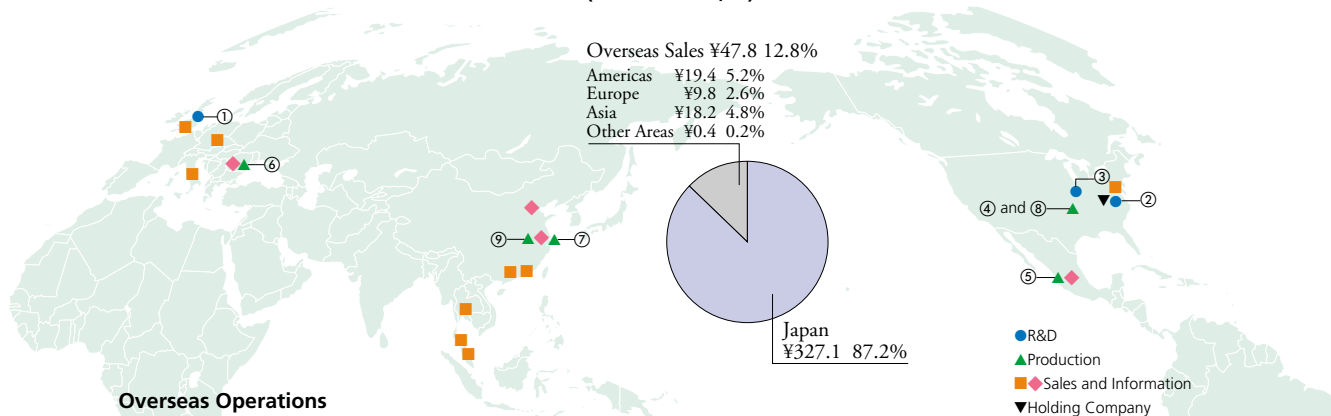 Overseas Sales ¥47.8 12.8%
Americas ¥19.4 5.2%
Europe ¥9.8 2.6%
Asia ¥18.2 4.8%
Other Areas ¥0.4 0.2%
①
⑥
③
②
④ and ⑧
⑨
⑦
⑤
Japan
¥327.1 87.2%
R&D
Production
Sales and Information
Holding Company
Overseas Operations